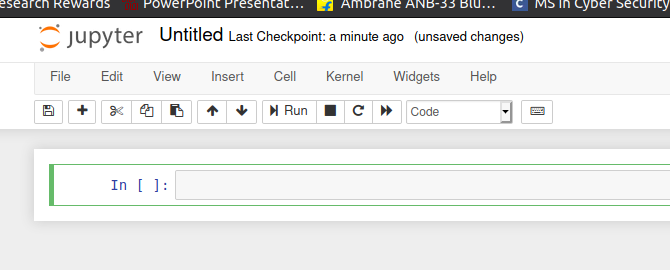 esearch Rewards PowerPoint Presentat... Ambrane ANB-33 Blu... C MS in Cyber Security
jupyter Untitled Last Checkpoint: a minute ago (unsaved changes)
File Edit View Insert Cell Kernel Widgets Help
Run Code
In [ ]: